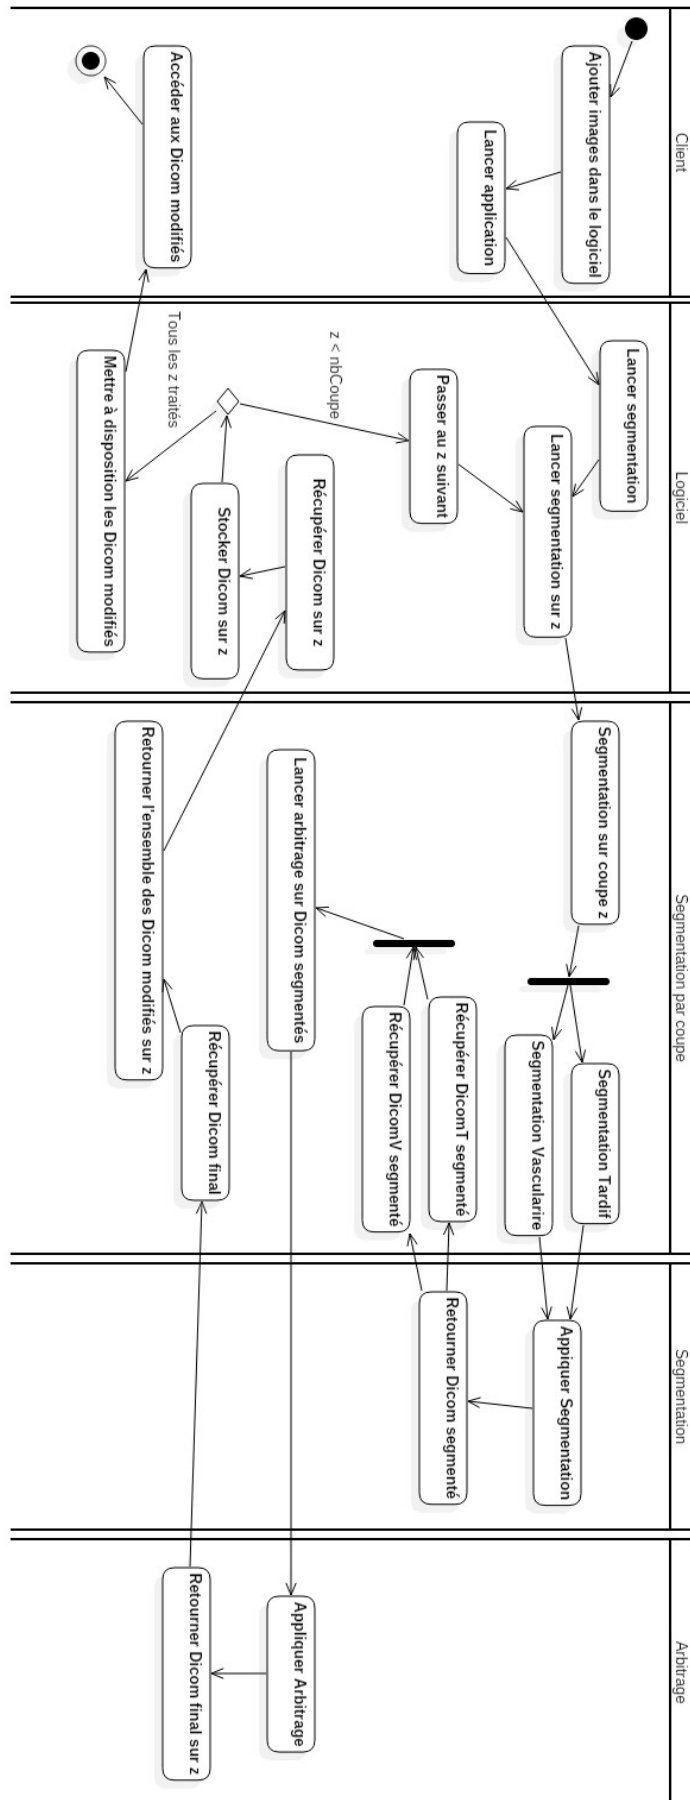 Client
Logiciel
Segmentation par coupe
Segmentation
Arbitrage
Ajouter images dans le logiciel
Lancer application
Lancer segmentation
Lancer segmentation sur z
Passer au z suivant
z < nbCoupe
Segmentation sur coupe z
Segmentation Tardif
Segmentation Vascularire
Appiquer Segmentation
Retourner Dicom segmenté
Récupérer DicomT segmenté
Récupérer DicomV segmenté
Lancer arbitrage sur Dicom segmentés
Appliquer Arbitrage
Retourner Dicom final sur z
Récupérer Dicom final
Retourner l'ensemble des Dicom modifiés sur z
Récupérer Dicom sur z
Stocker Dicom sur z
Tous les z traités
Mettre à disposition les Dicom modifiés
Accéder aux Dicom modifiés